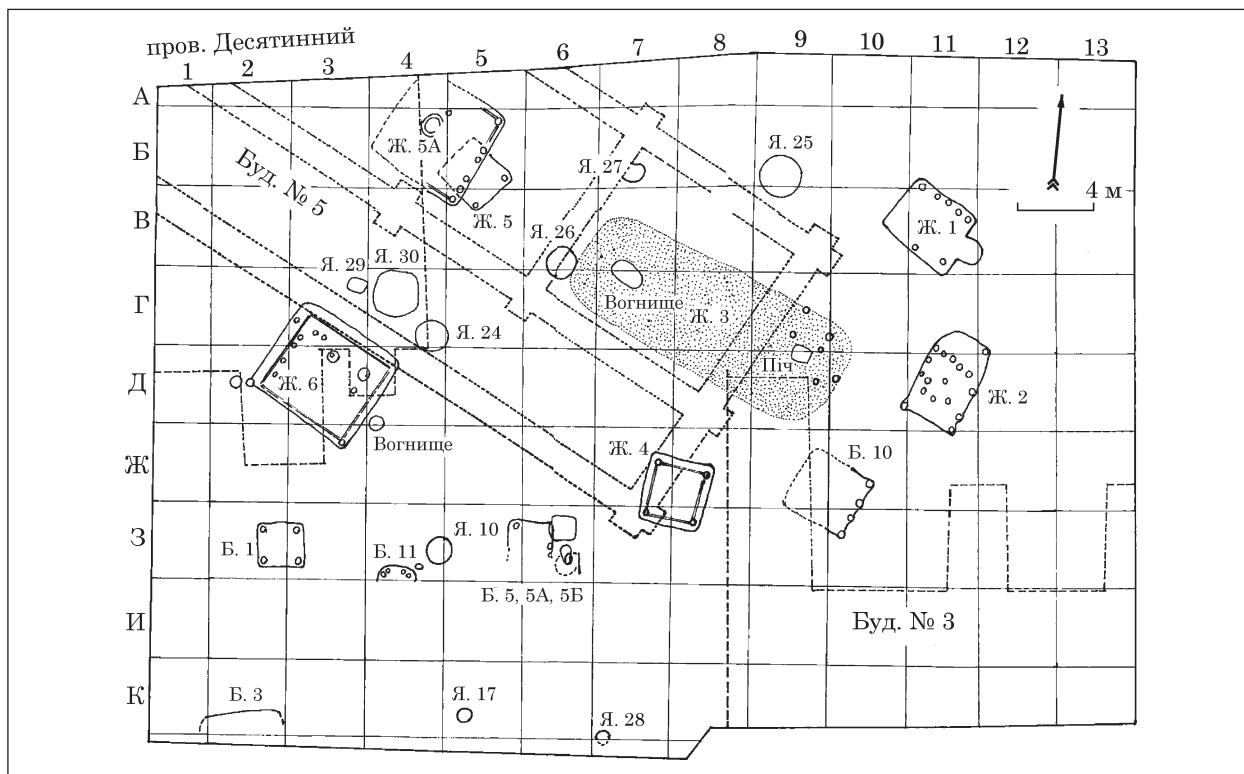 пров. Десятинний
1 2 3 4 5 6 7 8 9 10 11 12 13
А
Б
В
Г
Д
Ж
З
И
К
4 м
Буд. № 5
Ж. 5А
Ж. 5
Я. 27
Я. 25
Ж. 1
Я. 26
Я. 29
Я. 30
Вогнище
Ж. 3
Я. 24
Піч
Ж. 6
Ж. 2
Вогнище
Ж. 4
Б. 10
Б. 1
Б. 11
Я. 10
Б. 5, 5А, 5Б
Буд. № 3
Б. 3
Я. 17
Я. 28